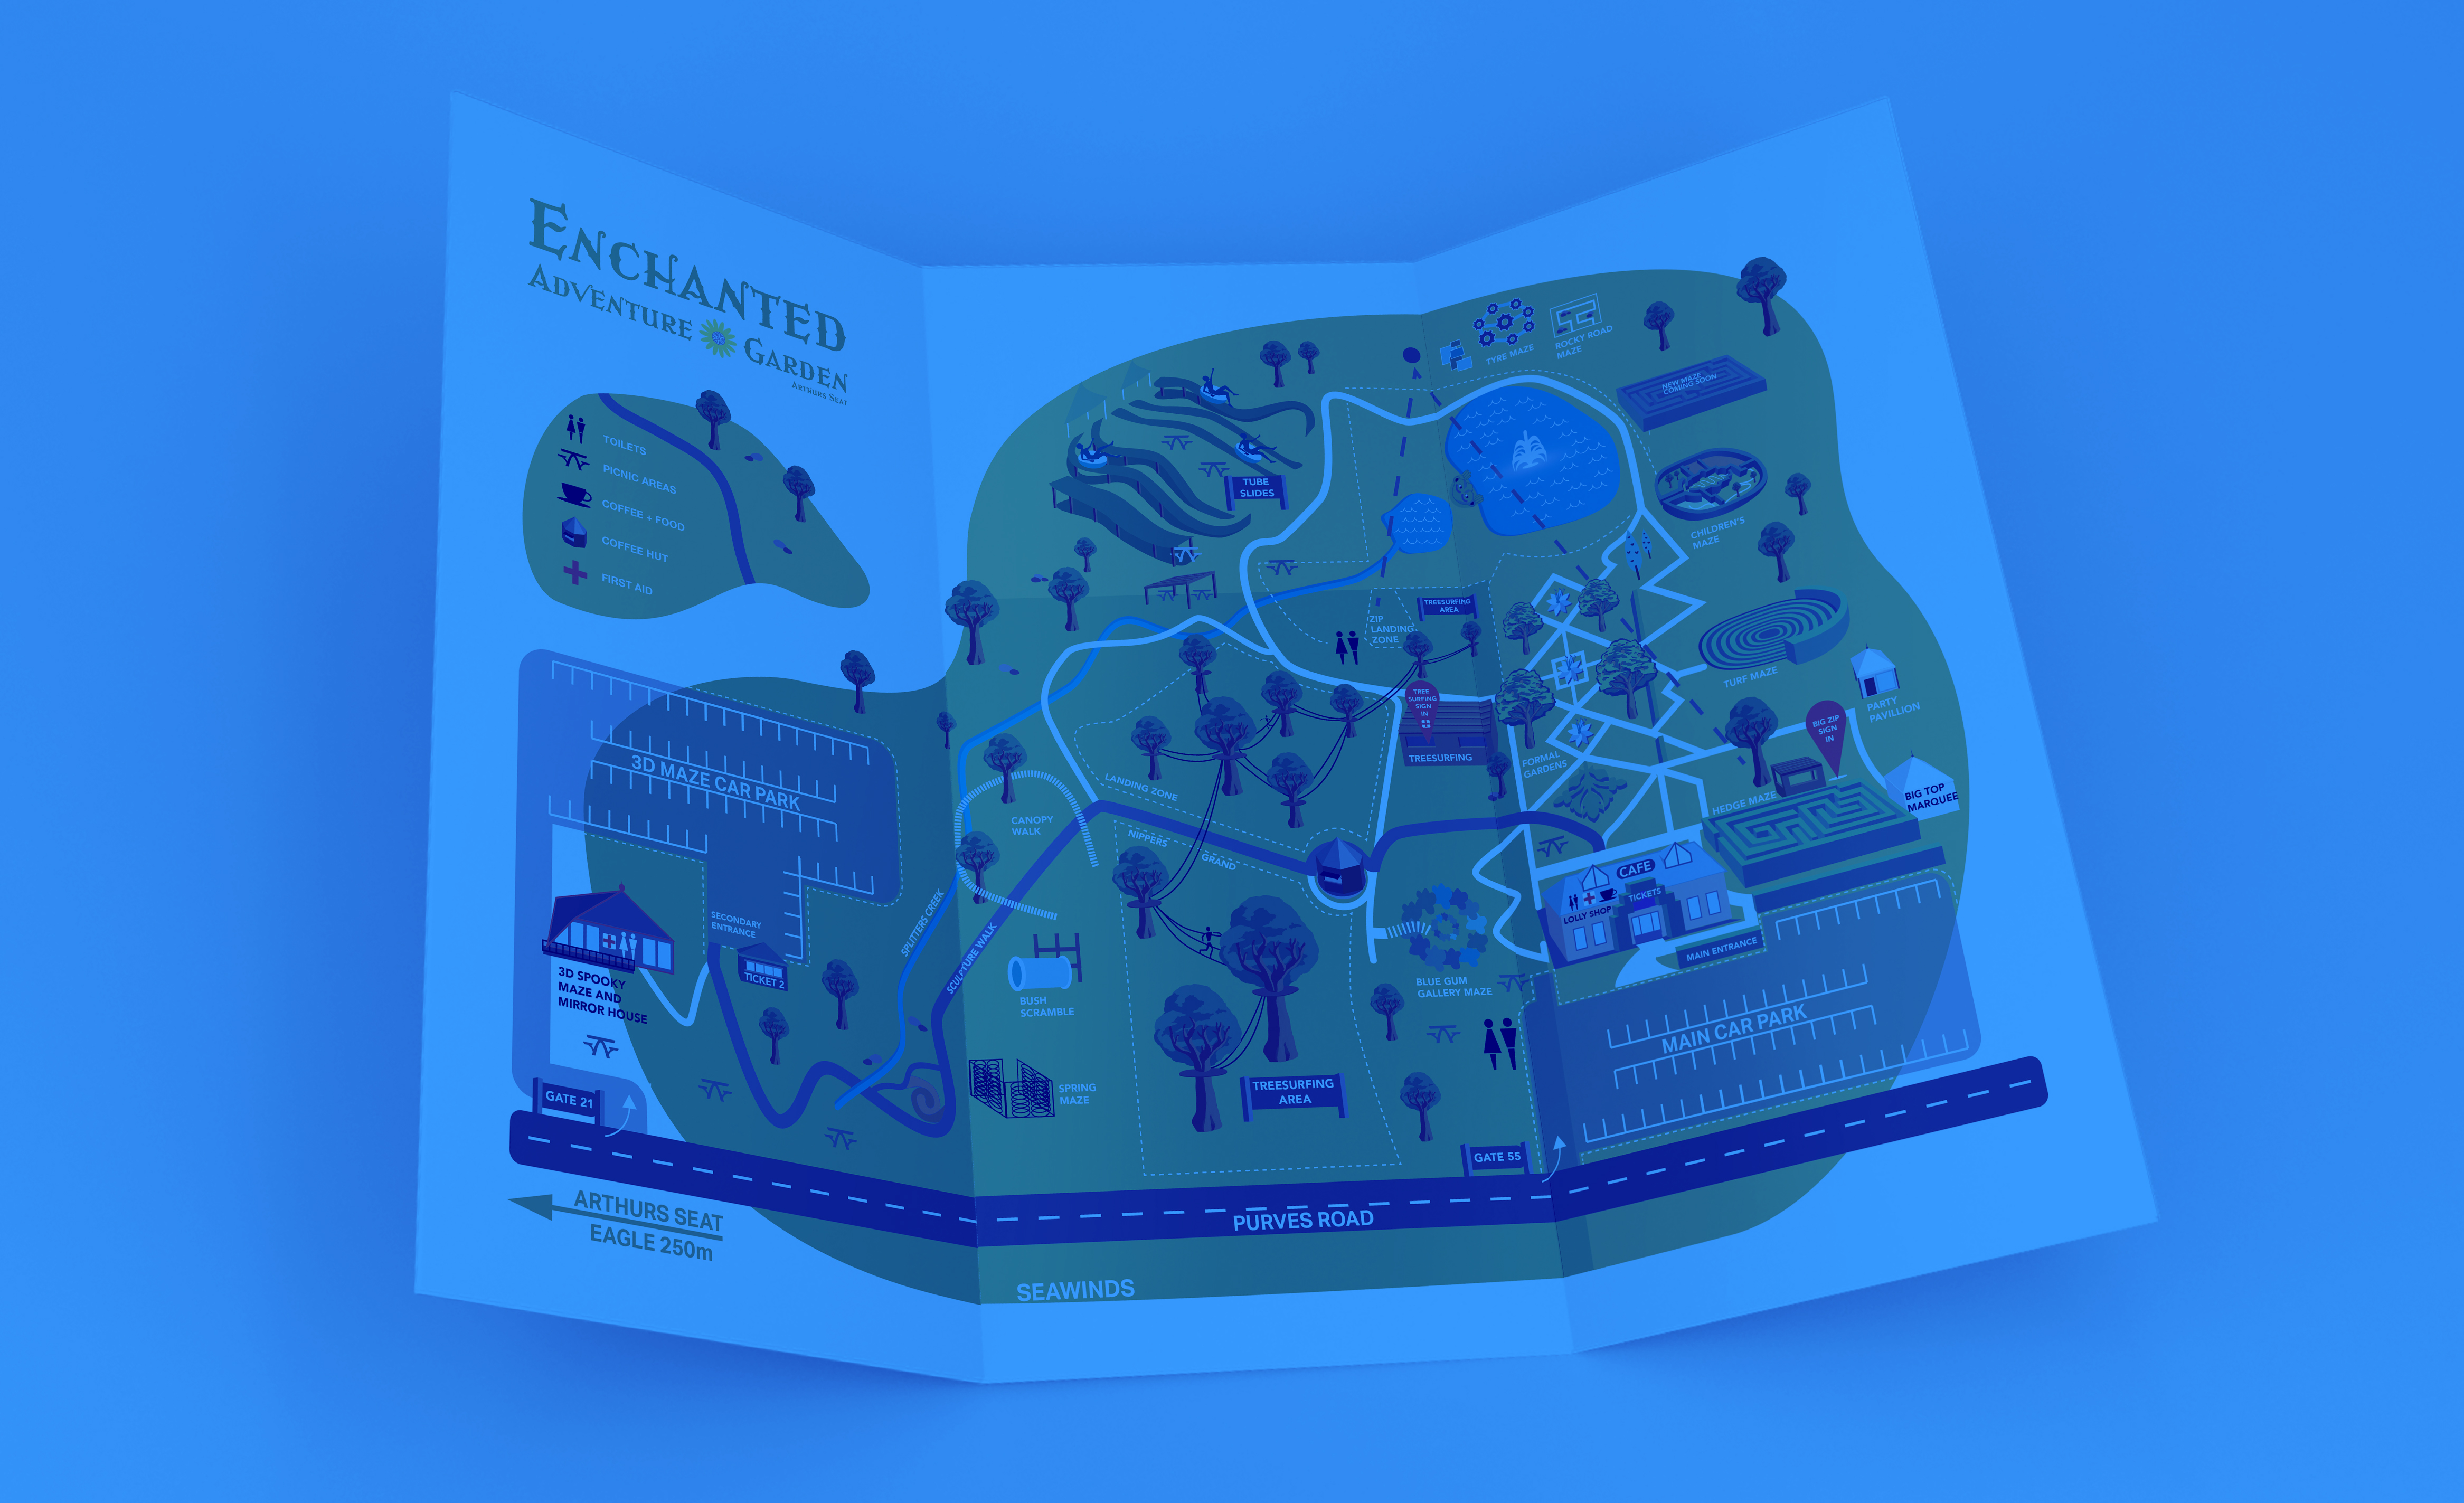 ENCHANTED
ADVENTURE GARDEN
ARTHURS SEAT
TOILETS
PICNIC AREAS
COFFEE + FOOD
COFFEE HUT
FIRST AID
3D MAZE CAR PARK
SECONDARY
ENTRANCE
TICKET 2
3D SPOOKY
MAZE AND
MIRROR HOUSE
GATE 21
ARTHURS SEAT
EAGLE 250m
TUBE
SLIDES
TYRE MAZE
ROCKY ROAD
MAZE
NEW MAZE
COMING SOON
CHILDREN'S
MAZE
TURF MAZE
PARTY
PAVILLION
BIG ZIP
SIGN
IN
BIG TOP
MARQUEE
HEDGE MAZE
ZIP
LANDING
ZONE
TREESURFING
AREA
TREE
SURFING
SIGN
IN
TREESURFING
FORMAL
GARDENS
LANDING ZONE
NIPPERS
GRAND
CANOPY
WALK
SPLITTERS CREEK
SCULPTURE WALK
BUSH
SCRAMBLE
SPRING
MAZE
BLUE GUM
GALLERY MAZE
CAFE
TICKETS
LOLLY SHOP
MAIN ENTRANCE
MAIN CAR PARK
TREESURFING
AREA
GATE 55
PURVES ROAD
SEAWINDS